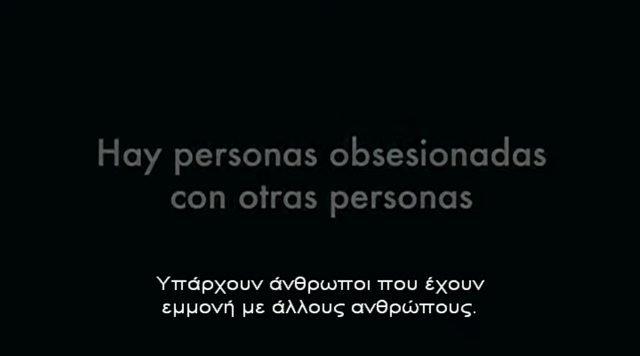 Hay personas obsesionadas
con otras personas
Υπάρχουν άνθρωποι που έχουν
εμμονή με άλλους ανθρώπους.